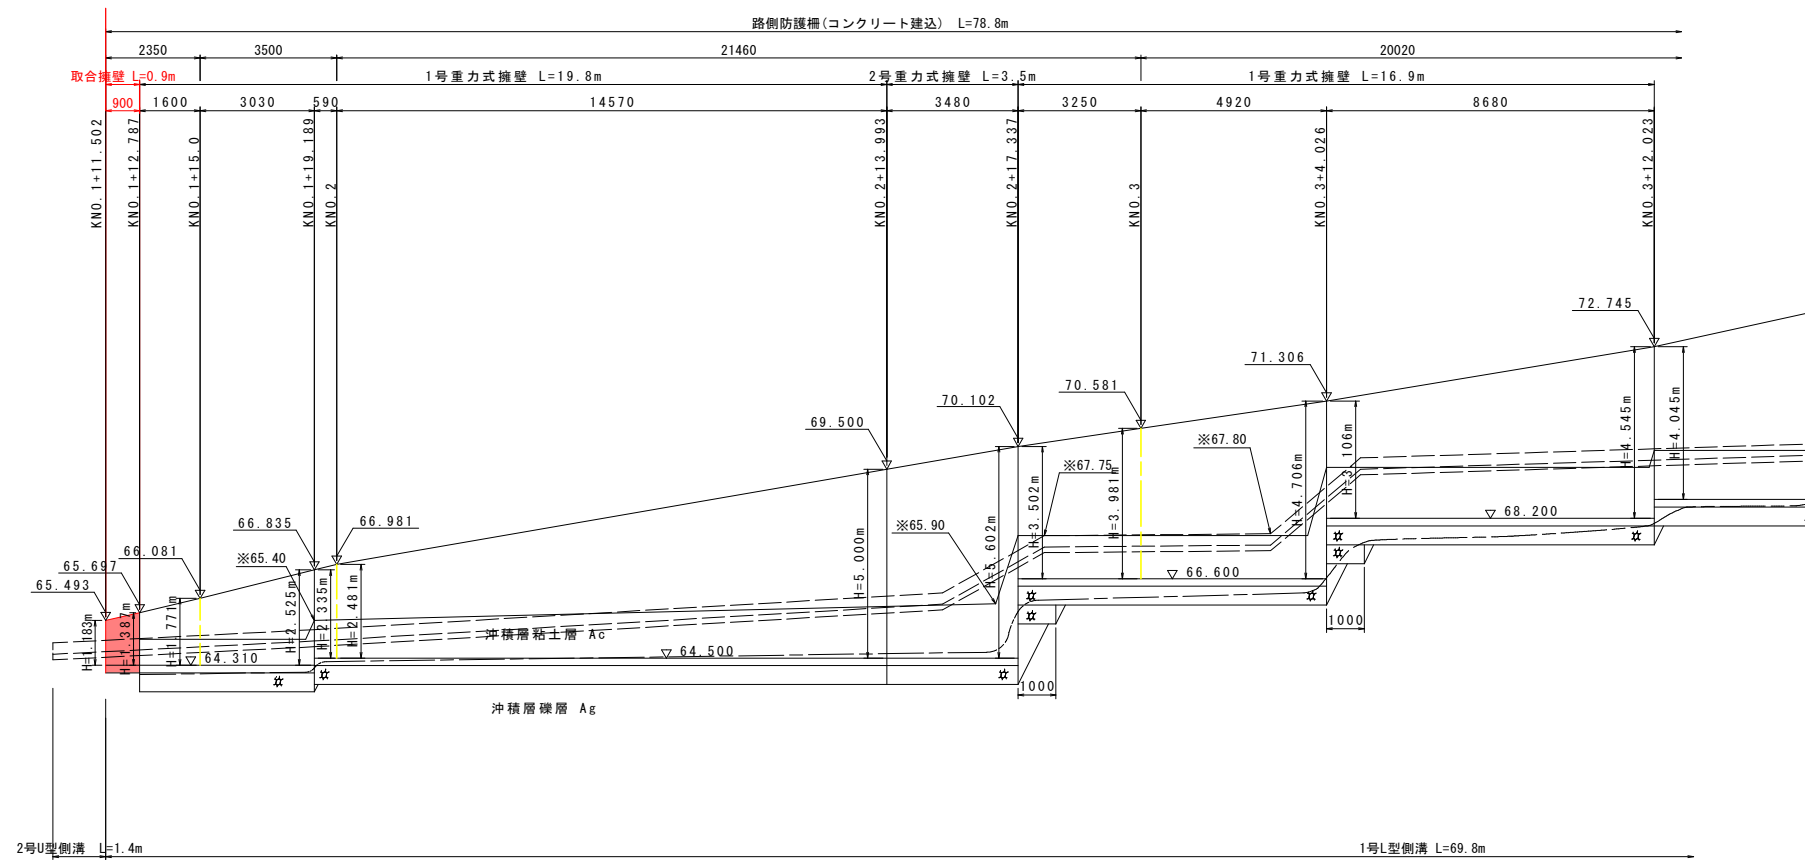 路側防護柵(コンクリート建込) L=78.8m
2350 3500 21460 20020
取合擁壁 L=0.9m 1号重力式擁壁 L=19.8m 2号重力式擁壁 L=3.5m 1号重力式擁壁 L=16.9m
900 1600 3030 590 14570 3480 3250 4920 8680
KNO.1+11.502
KNO.1+12.787
KNO.1+15.0
KNO.1+19.189
KNO.2
KNO.2+13.993
KNO.2+17.337
KNO.3
KNO.3+4.026
KNO.3+12.023
72.745
71.306
70.581
70.102
69.500
66.981
66.835
66.081
65.697
65.493
※65.40
※65.90
※67.75
※67.80
H=1.183m
H=1.387m
H=1.771m
H=2.525m
H=2.335m
H=2.481m
H=5.000m
H=5.602m
H=3.502m
H=3.981m
H=4.706m
H=3.106m
H=4.545m
H=4.045m
▽ 68.200
▽ 66.600
▽ 64.500
▽ 64.310
沖積層粘土層 Ac
沖積層礫層 Ag
1000
1000
2号U型側溝 L=1.4m
1号L型側溝 L=69.8m